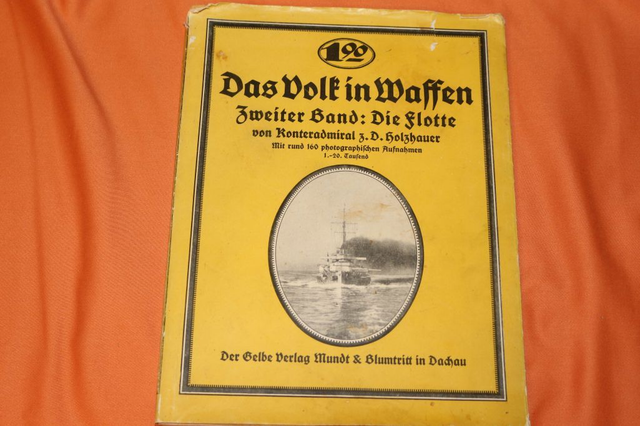 1.90
Das Volk in Waffen
Zweiter Band: Die Flotte
von Konteradmiral z. D. Holzhauer
Mit rund 160 photographischen Aufnahmen
1.-20. Tausend
Der Gelbe Verlag Mundt & Blumtritt in Dachau